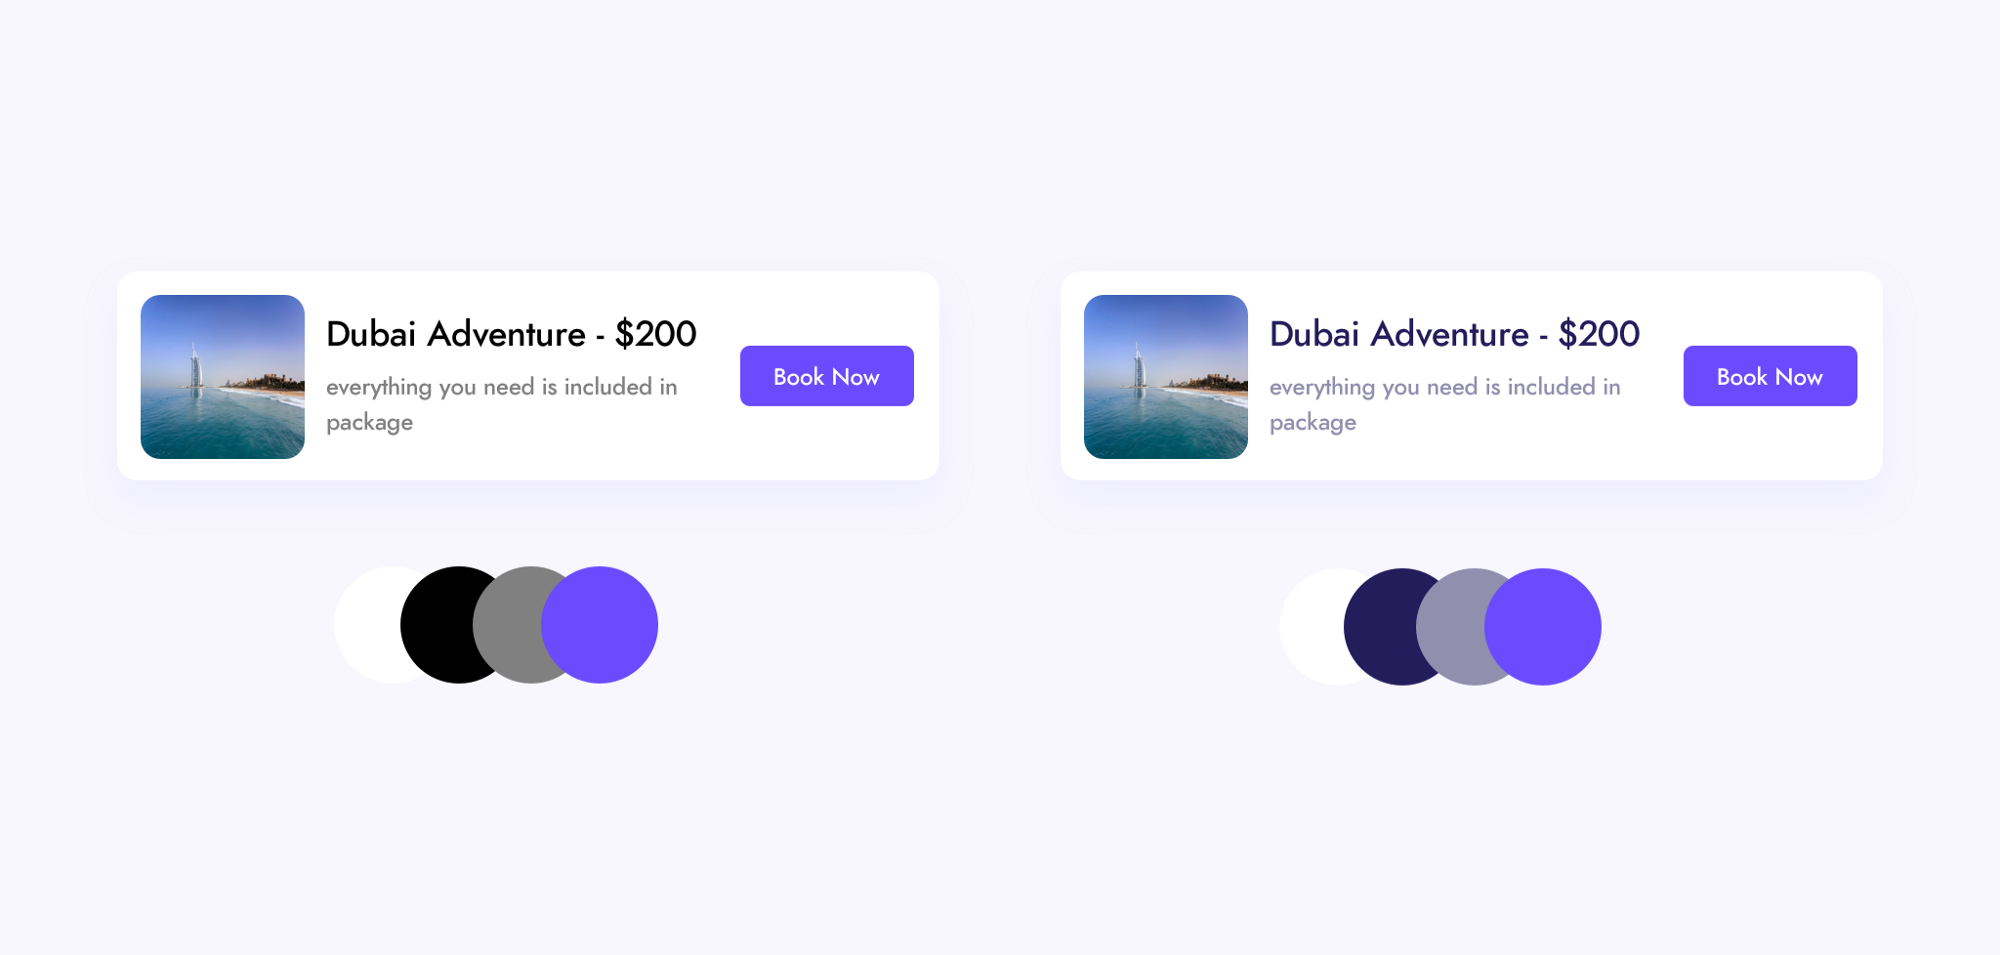 Dubai Adventure - $200
everything you need is included in
package
Book Now
Dubai Adventure - $200
everything you need is included in
package
Book Now